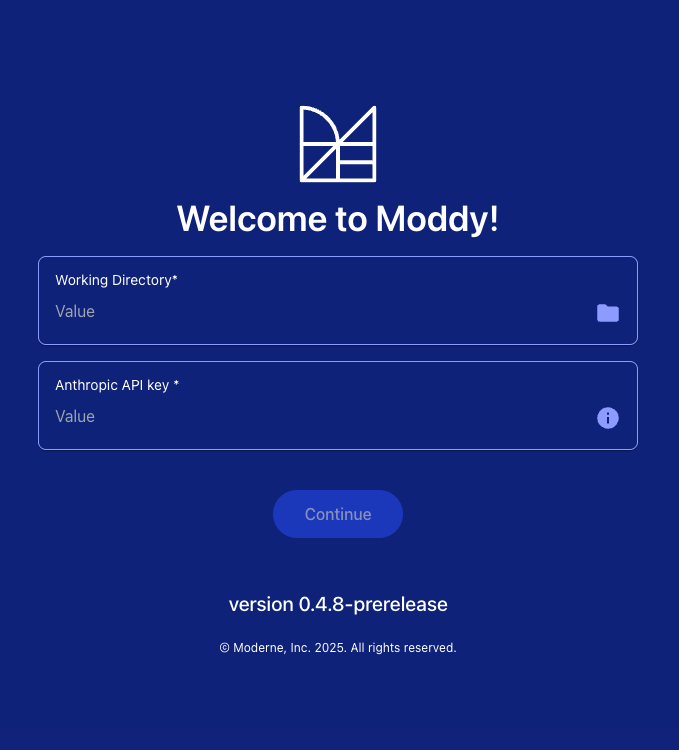 Welcome to Moddy!
Working Directory*
Value
Anthropic API key *
Value
Continue
version 0.4.8-prerelease
© Moderne, Inc. 2025. All rights reserved.